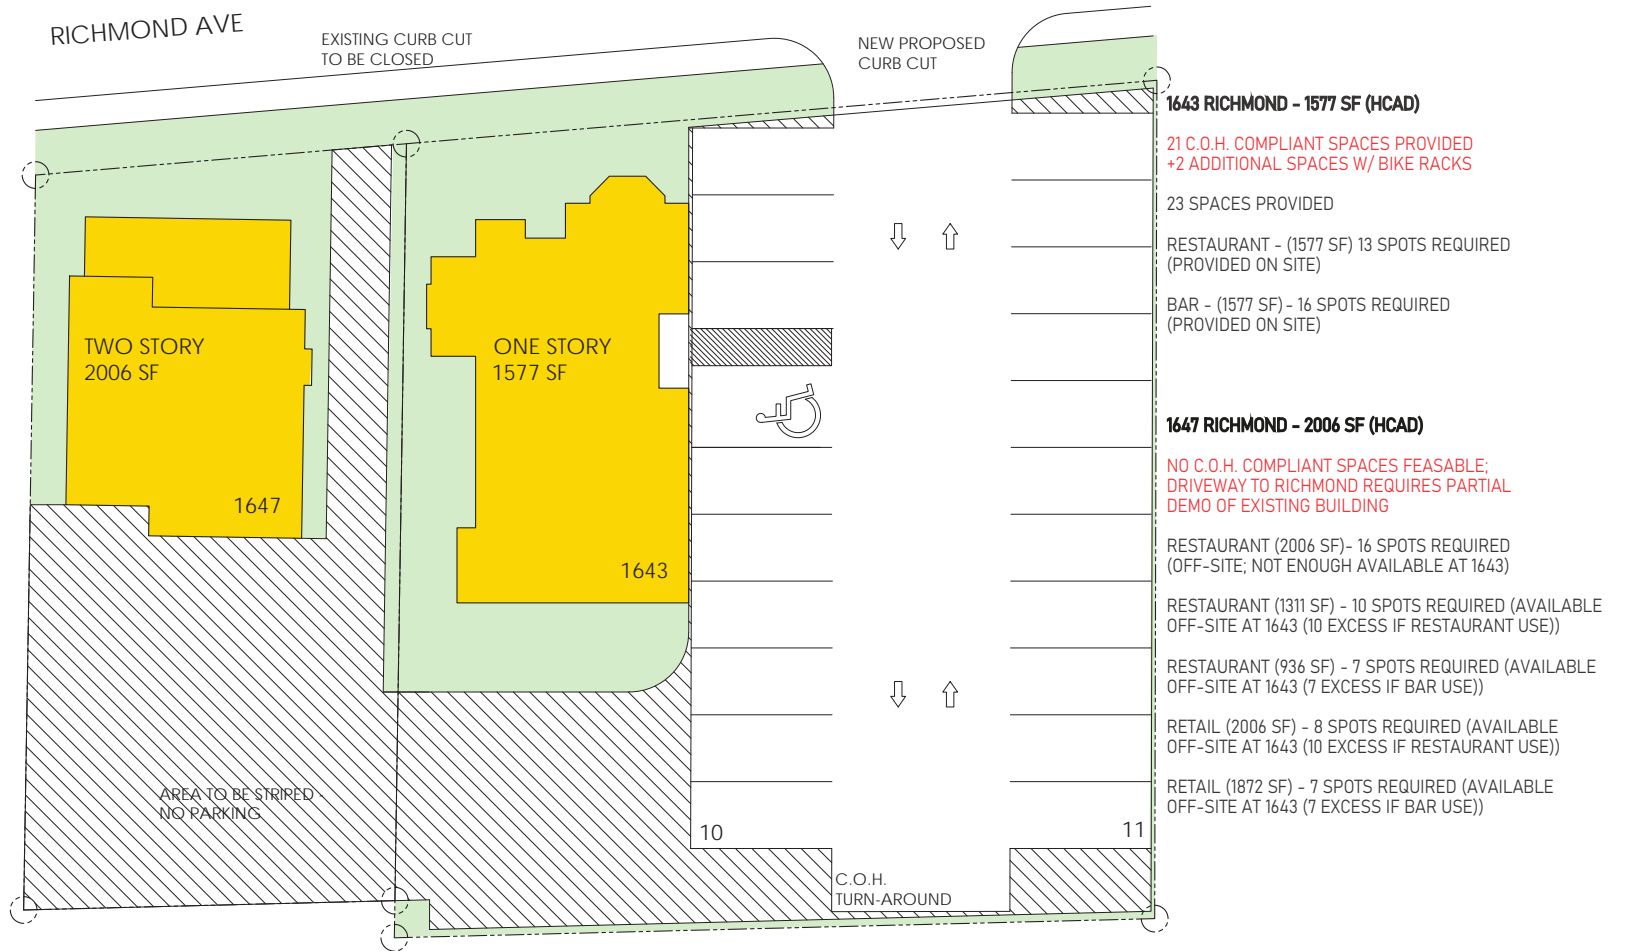 RICHMOND AVE
EXISTING CURB CUT
TO BE CLOSED
NEW PROPOSED
CURB CUT
TWO STORY
2006 SF
1647
ONE STORY
1577 SF
1643
AREA TO BE STRIPED -
NO PARKING
10
11
C.O.H.
TURN-AROUND
1643 RICHMOND - 1577 SF (HCAD)
21 C.O.H. COMPLIANT SPACES PROVIDED
+2 ADDITIONAL SPACES W/ BIKE RACKS
23 SPACES PROVIDED
RESTAURANT - (1577 SF) 13 SPOTS REQUIRED
(PROVIDED ON SITE)
BAR - (1577 SF) - 16 SPOTS REQUIRED
(PROVIDED ON SITE)
1647 RICHMOND - 2006 SF (HCAD)
NO C.O.H. COMPLIANT SPACES FEASABLE;
DRIVEWAY TO RICHMOND REQUIRES PARTIAL
DEMO OF EXISTING BUILDING
RESTAURANT (2006 SF)- 16 SPOTS REQUIRED
(OFF-SITE; NOT ENOUGH AVAILABLE AT 1643)
RESTAURANT (1311 SF) - 10 SPOTS REQUIRED (AVAILABLE
OFF-SITE AT 1643 (10 EXCESS IF RESTAURANT USE))
RESTAURANT (936 SF) - 7 SPOTS REQUIRED (AVAILABLE
OFF-SITE AT 1643 (7 EXCESS IF BAR USE))
RETAIL (2006 SF) - 8 SPOTS REQUIRED (AVAILABLE
OFF-SITE AT 1643 (10 EXCESS IF RESTAURANT USE))
RETAIL (1872 SF) - 7 SPOTS REQUIRED (AVAILABLE
OFF-SITE AT 1643 (7 EXCESS IF BAR USE))